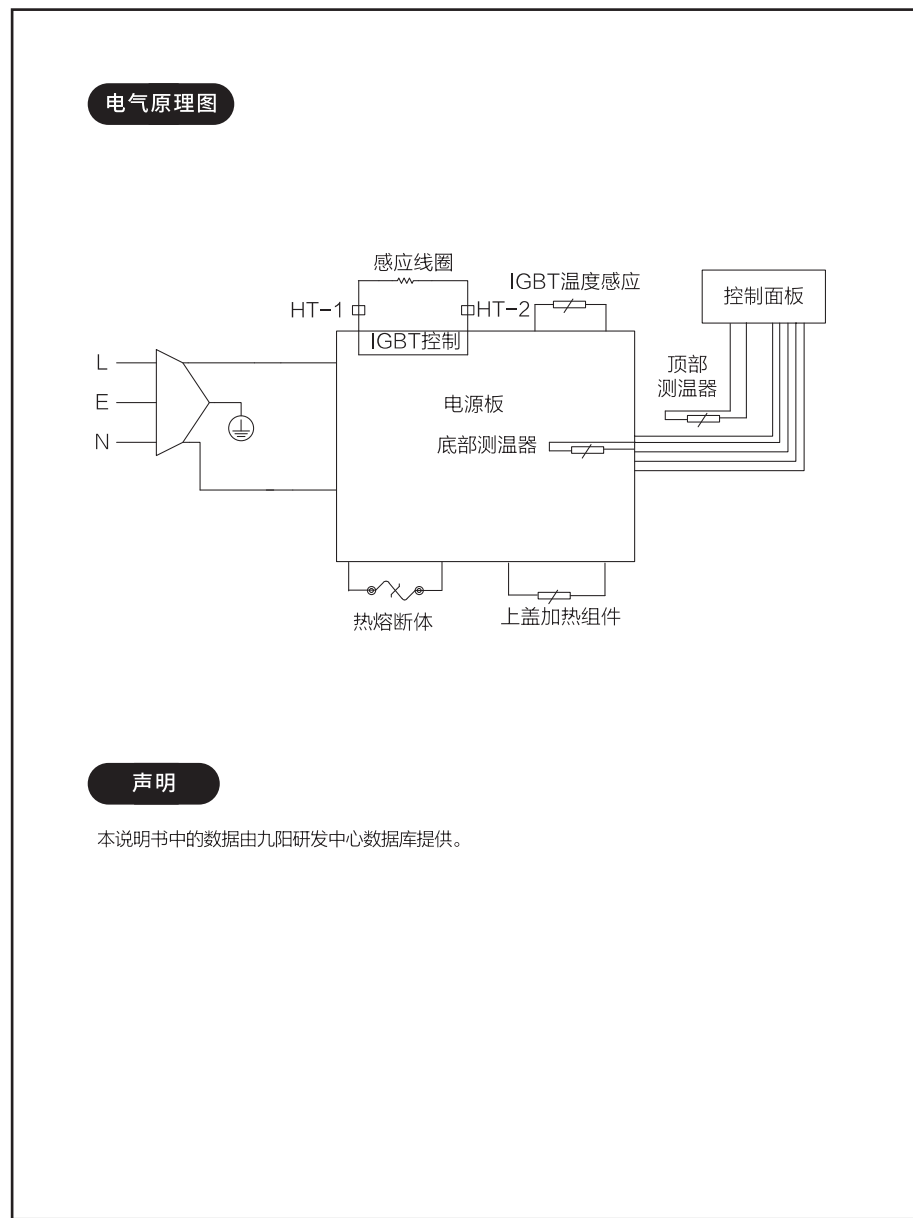 电气原理图
感应线圈
IGBT温度感应
控制面板
HT-1
HT-2
IGBT控制
L
顶部
测温器
E
电源板
N
底部测温器
热熔断体
上盖加热组件
声明
本说明书中的数据由九阳研发中心数据库提供。